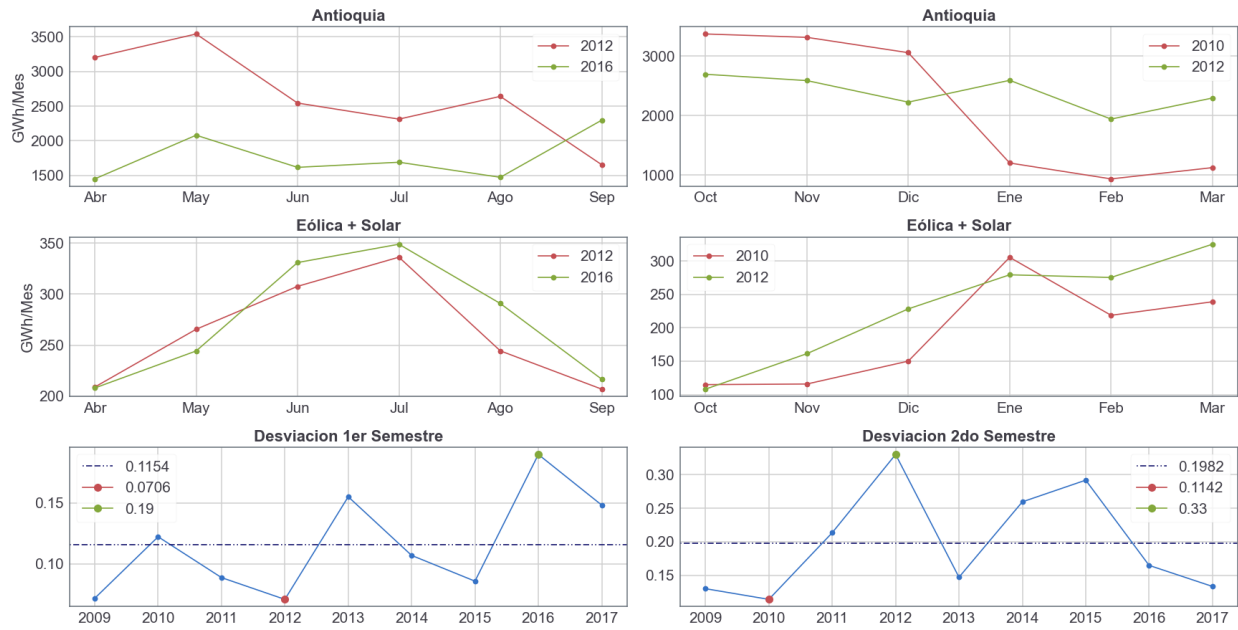 Antioquia
GWh/Mes
3500
3000
2500
2000
1500
2012
2016
Abr May Jun Jul Ago Sep
Antioquia
3000
2000
1000
2010
2012
Oct Nov Dic Ene Feb Mar
Eólica + Solar
GWh/Mes
350
300
250
200
2012
2016
Abr May Jun Jul Ago Sep
Eólica + Solar
300
250
200
150
100
2010
2012
Oct Nov Dic Ene Feb Mar
Desviacion 1er Semestre
0.15
0.10
0.1154
0.0706
0.19
2009 2010 2011 2012 2013 2014 2015 2016 2017
Desviacion 2do Semestre
0.30
0.25
0.20
0.15
0.1982
0.1142
0.33
2009 2010 2011 2012 2013 2014 2015 2016 2017